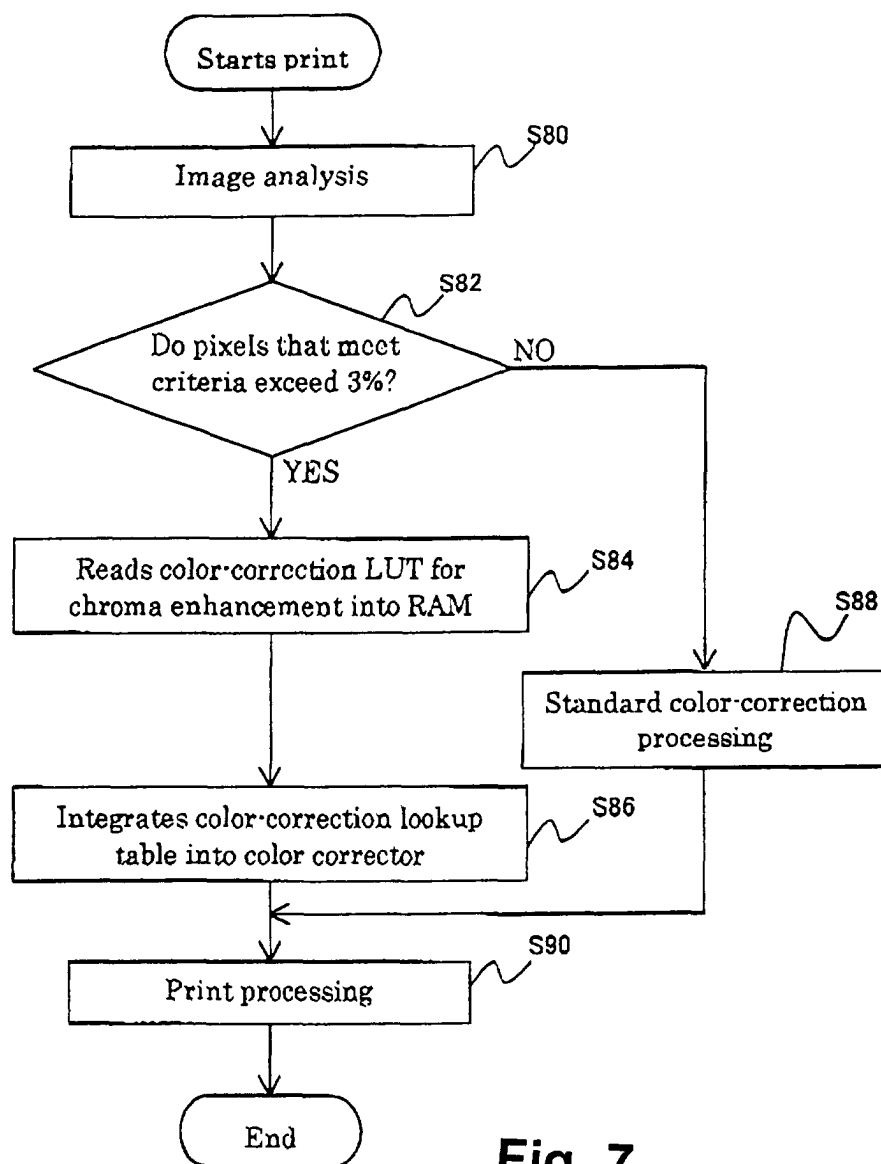 Starts print
S80
Image analysis
S82
Do pixels that meet
criteria exceed 3%?
NO
YES
Reads color-correction LUT for
chroma enhancement into RAM
S84
S88
Standard color-correction
processing
Integrates color-correction lookup
table into color corrector
S86
S90
Print processing
End
Fig. 7